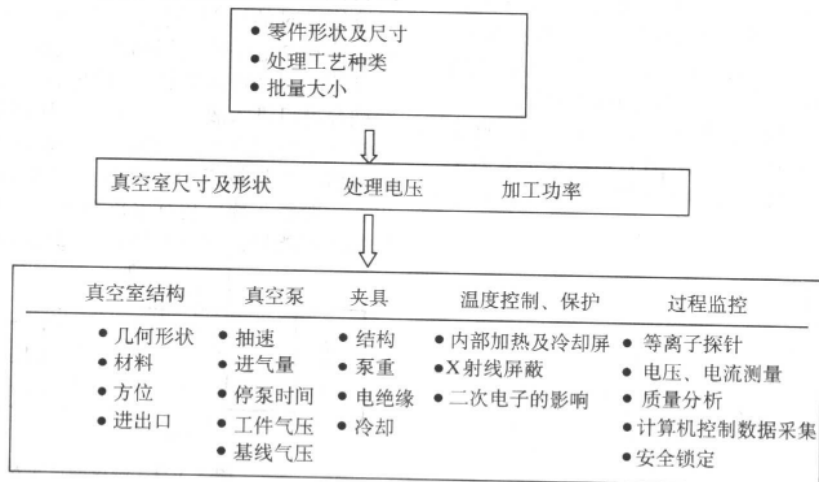 ● 零件形状及尺寸
● 处理工艺种类
● 批量大小
真空室尺寸及形状 处理电压 加工功率
真空室结构 真空泵 夹具 温度控制、保护 过程监控
● 几何形状 ● 抽速 ● 结构 ● 内部加热及冷却屏 ● 等离子探针
● 材料 ● 进气量 ● 泵重 ● X射线屏蔽 ● 电压、电流测量
● 方位 ● 停泵时间 ● 电绝缘 ● 二次电子的影响 ● 质量分析
● 进出口 ● 工件气压 ● 冷却 ● 计算机控制数据采集
● 基线气压 ● 安全锁定